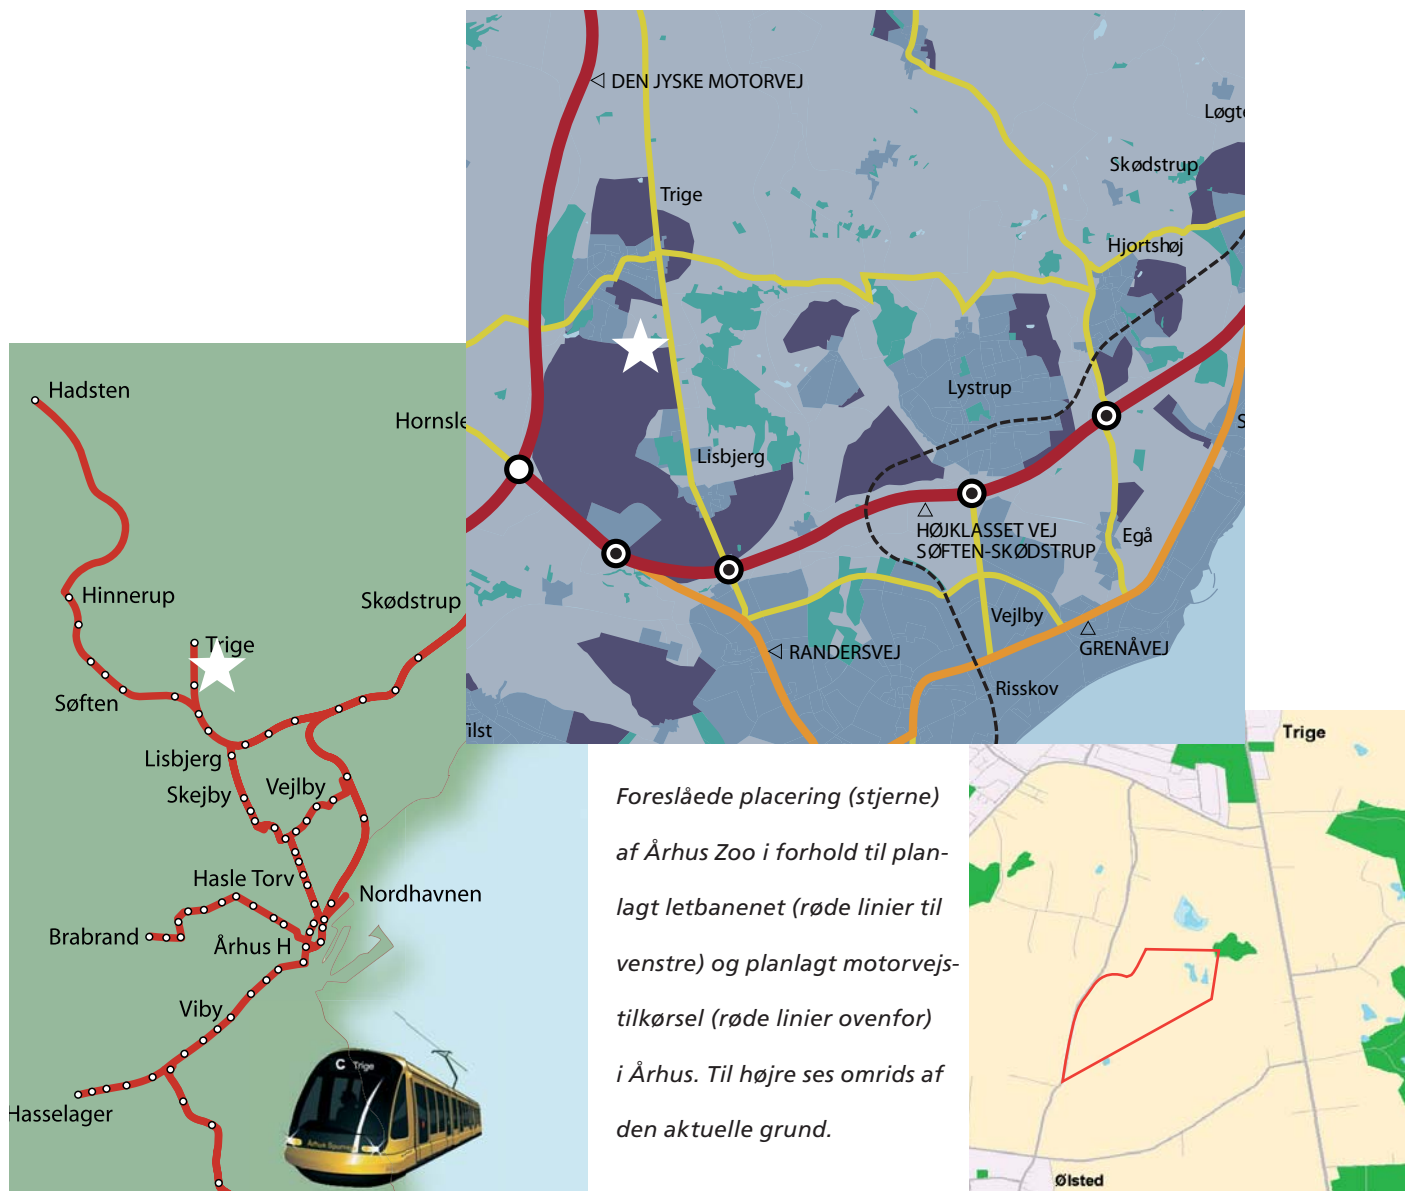 DEN JYSKE MOTORVEJ
Løgte
Skødstrup
Trige
Hjortshøj
Lystrup
Lisbjerg
HØJKLASSET VEJ
SØFTEN-SKØDSTRUP
Egå
Vejlby
RANDERSVEJ
GRENÅVEJ
Risskov
S
Tilst
Hadsten
Hornsle
Hinnerup
Skødstrup
Trige
Søften
Lisbjerg
Skejby
Vejlby
Hasle Torv
Nordhavnen
Brabrand
Århus H
Viby
Hasselager
C Trige
Foreslåede placering (stjerne)
af Århus Zoo i forhold til plan-
lagt letbanenet (røde linier til
venstre) og planlagt motorvejs-
tilkørsel (røde linier ovenfor)
i Århus. Til højre ses omrids af
den aktuelle grund.
Trige
Ølsted